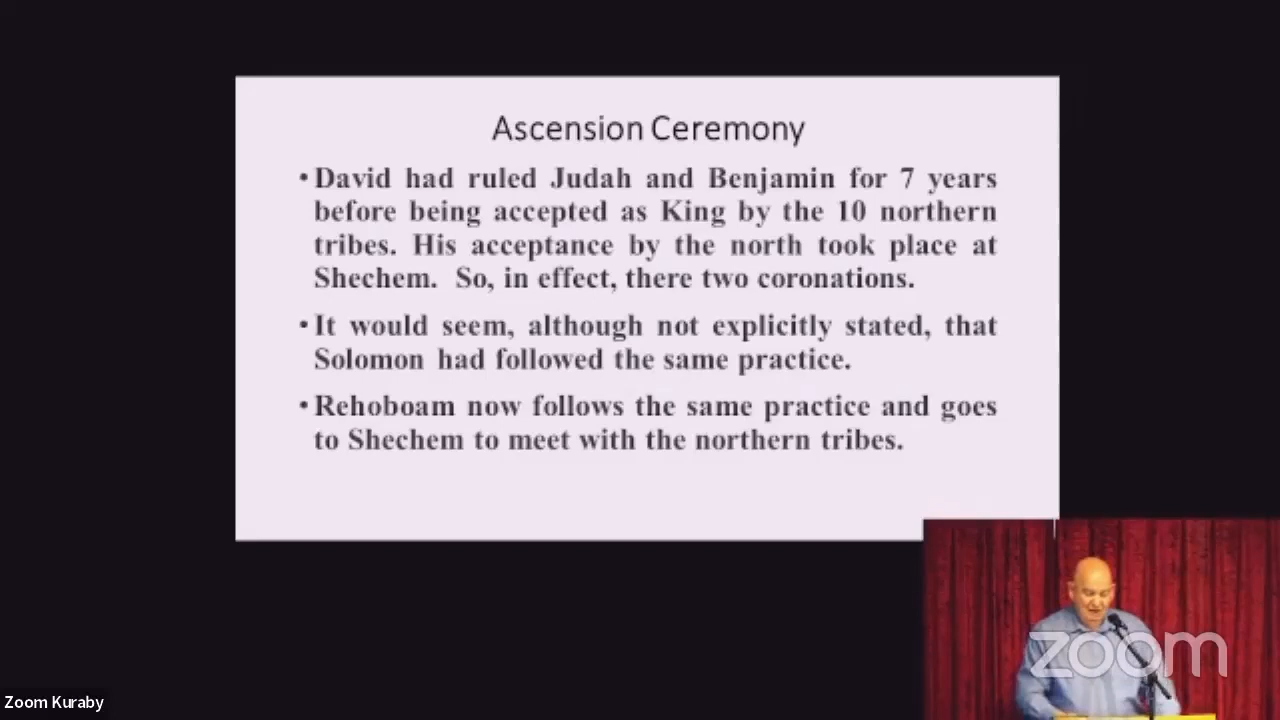 Ascension Ceremony
• David had ruled Judah and Benjamin for 7 years
before being accepted as King by the 10 northern
tribes. His acceptance by the north took place at
Shechem.  So, in effect, there two coronations.
• It would seem, although not explicitly stated, that
Solomon had followed the same practice.
• Rehoboam now follows the same practice and goes
to Shechem to meet with the northern tribes.
zoom
Zoom Kuraby